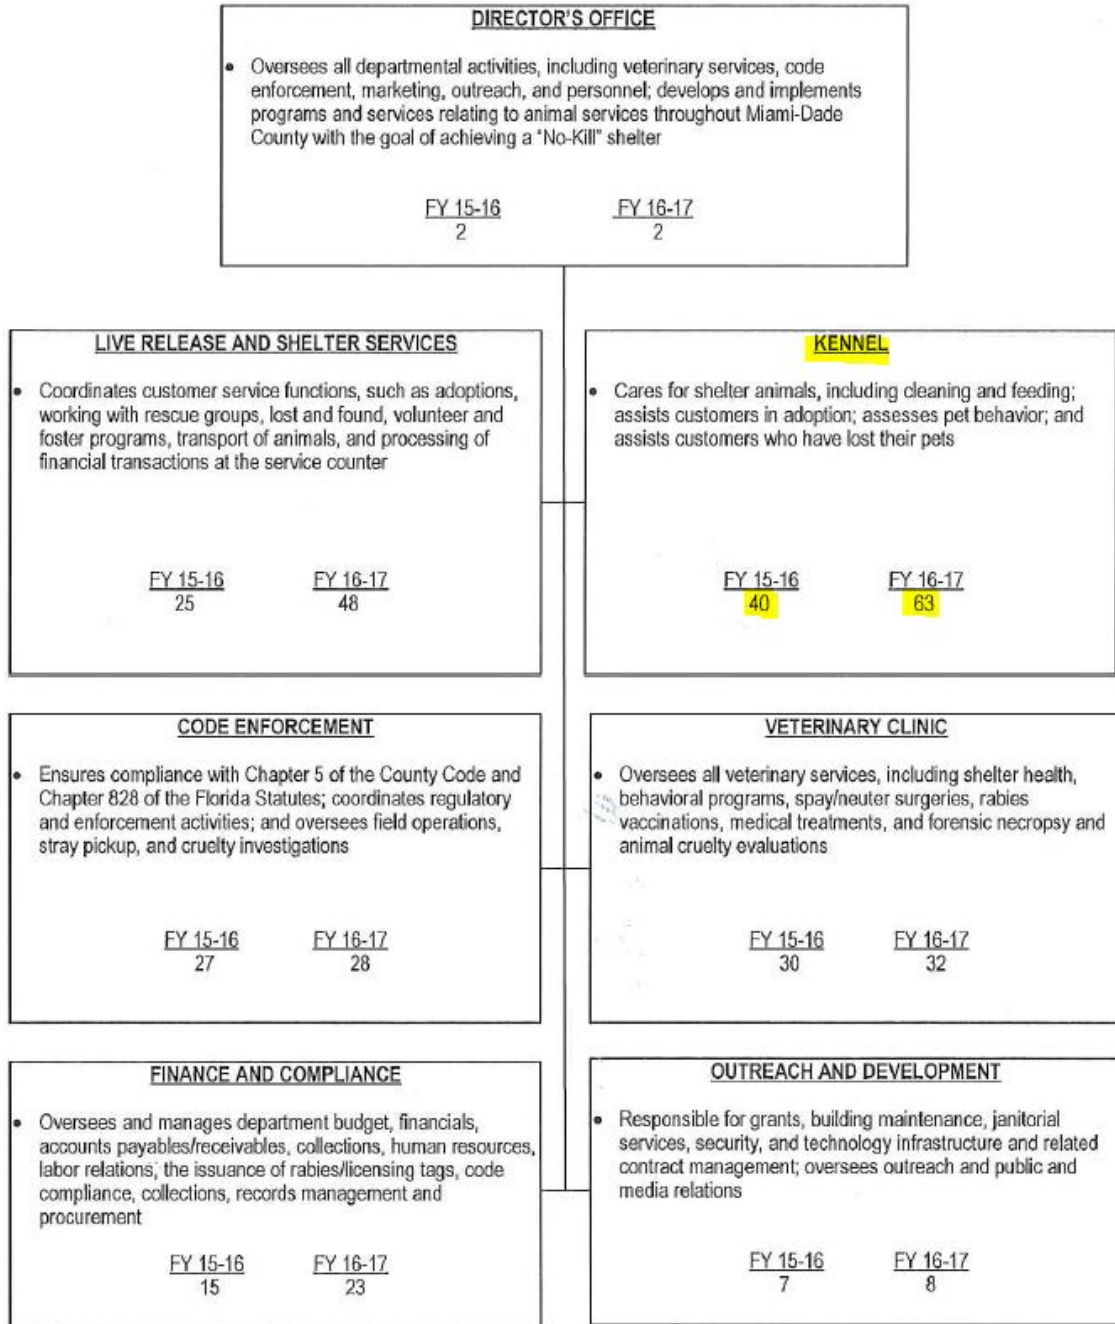 DIRECTOR'S OFFICE
• Oversees all departmental activities, including veterinary services, code
enforcement, marketing, outreach, and personnel; develops and implements
programs and services relating to animal services throughout Miami-Dade
County with the goal of achieving a "No-Kill" shelter
FY 15-16 FY 16-17
2 2
LIVE RELEASE AND SHELTER SERVICES
• Coordinates customer service functions, such as adoptions,
working with rescue groups, lost and found, volunteer and
foster programs, transport of animals, and processing of
financial transactions at the service counter
FY 15-16 FY 16-17
25 48
KENNEL
• Cares for shelter animals, including cleaning and feeding;
assists customers in adoption; assesses pet behavior; and
assists customers who have lost their pets
FY 15-16 FY 16-17
40 63
CODE ENFORCEMENT
• Ensures compliance with Chapter 5 of the County Code and
Chapter 828 of the Florida Statutes; coordinates regulatory
and enforcement activities; and oversees field operations,
stray pickup, and cruelty investigations
FY 15-16 FY 16-17
27 28
VETERINARY CLINIC
• Oversees all veterinary services, including shelter health,
behavioral programs, spay/neuter surgeries, rabies
vaccinations, medical treatments, and forensic necropsy and
animal cruelty evaluations
FY 15-16 FY 16-17
30 32
FINANCE AND COMPLIANCE
• Oversees and manages department budget, financials,
accounts payables/receivables, collections, human resources,
labor relations; the issuance of rabies/licensing tags, code
compliance, collections, records management and
procurement
FY 15-16 FY 16-17
15 23
OUTREACH AND DEVELOPMENT
• Responsible for grants, building maintenance, janitorial
services, security, and technology infrastructure and related
contract management; oversees outreach and public and
media relations
FY 15-16 FY 16-17
7 8